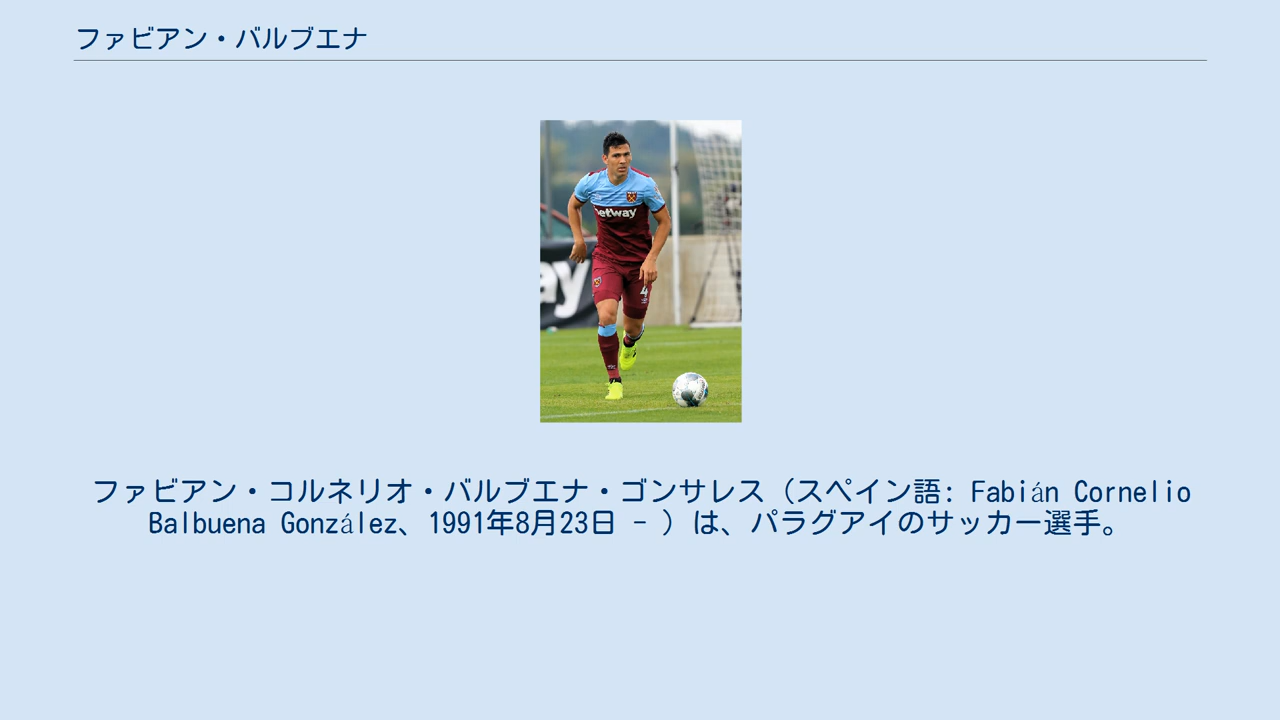 ファビアン・バルブエナ
betway
ay
4
ファビアン・コルネリオ・バルブエナ・ゴンサレス（スペイン語: Fabián Cornelio
Balbuena González、1991年8月23日 - ）は、パラグアイのサッカー選手。